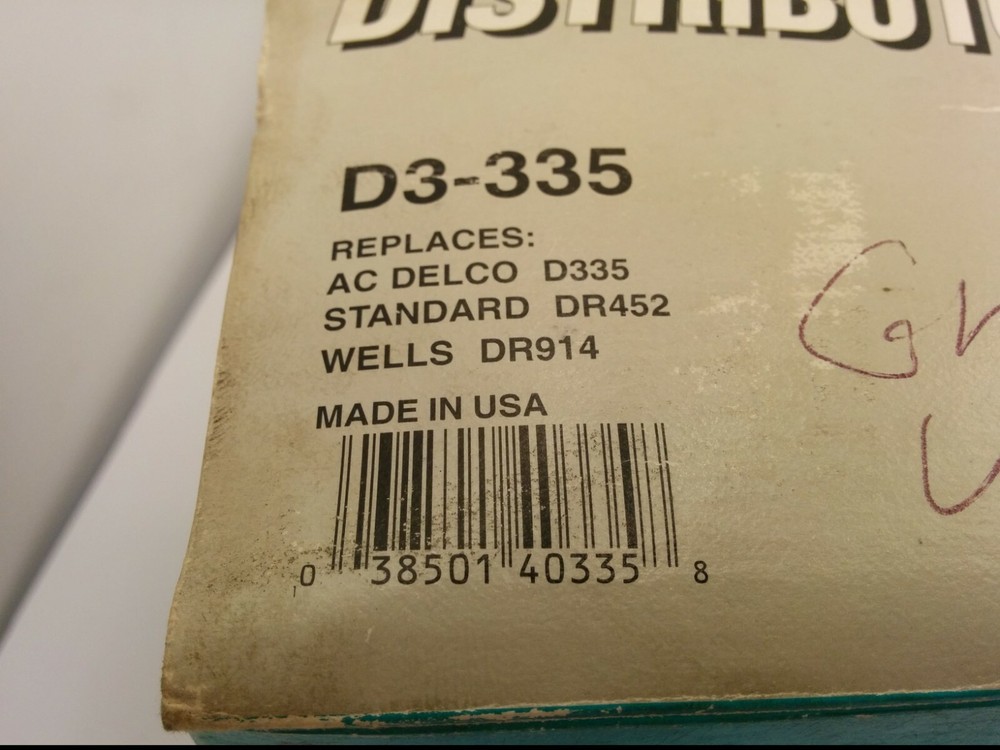 D3-335
REPLACES:
AC DELCO D335
STANDARD DR452
WELLS DR914
MADE IN USA
0 38501 40335 8